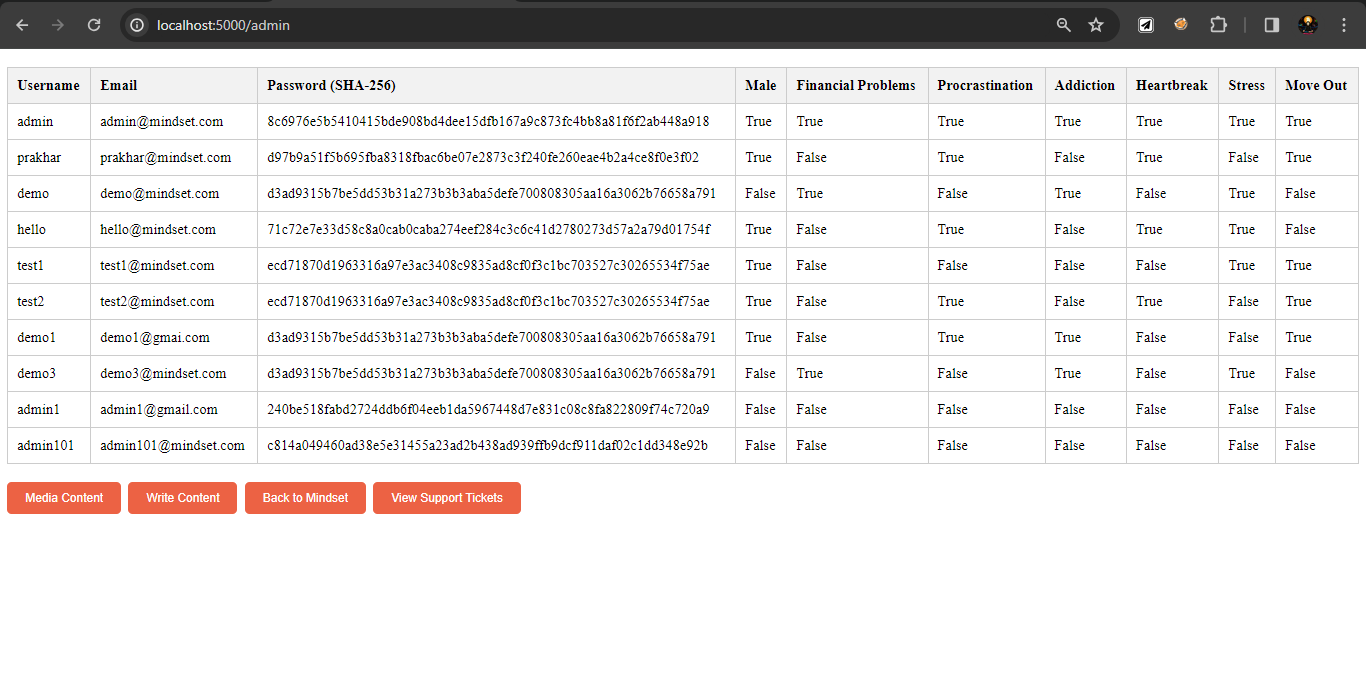 localhost:5000/admin
Username Email Password (SHA-256) Male Financial Problems Procrastination Addiction Heartbreak Stress Move Out
admin admin@mindset.com 8c6976e5b5410415bde908bd4dee15dfb167a9c873fc4bb8a81f6f2ab448a918 True True True True True True True
prakhar prakhar@mindset.com d97b9a51f5b695fba8318fbac6be07e2873c3f240fe260eae4b2a4ce8f0e3f02 True False True False True False True
demo demo@mindset.com d3ad9315b7be5dd53b31a273b3b3aba5defe700808305aa16a3062b76658a791 False True False True False True False
hello hello@mindset.com 71c72e7e33d58c8a0cab0caba274eef284c3c6c41d2780273d57a2a79d01754f True False True False True True False
test1 test1@mindset.com ecd71870d1963316a97e3ac3408c9835ad8cf0f3c1bc703527c30265534f75ae True False False False False True True
test2 test2@mindset.com ecd71870d1963316a97e3ac3408c9835ad8cf0f3c1bc703527c30265534f75ae True False True False True False True
demo1 demo1@gmai.com d3ad9315b7be5dd53b31a273b3b3aba5defe700808305aa16a3062b76658a791 True False True True False False True
demo3 demo3@mindset.com d3ad9315b7be5dd53b31a273b3b3aba5defe700808305aa16a3062b76658a791 False True False True False True False
admin1 admin1@gmail.com 240be518fabd2724ddb6f04eeb1da5967448d7e831c08c8fa822809f74c720a9 False False False False False False False
admin101 admin101@mindset.com c814a049460ad38e5e31455a23ad2b438ad939ffb9dcf911daf02c1dd348e92b False False False False False False False
Media Content Write Content Back to Mindset View Support Tickets